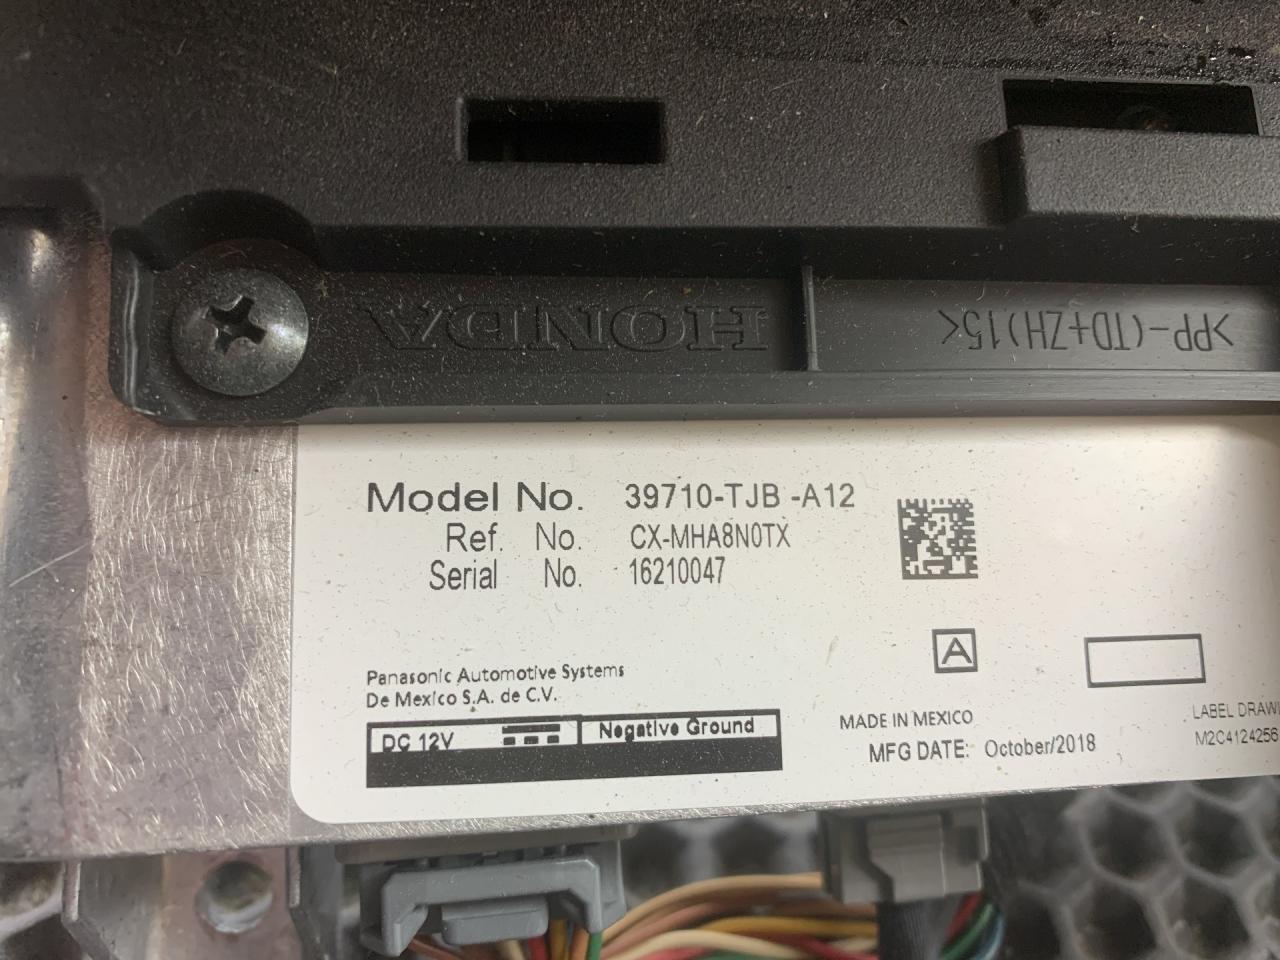 HONDA
>PP-(TD+ZH)15<
Model No. 39710-TJB -A12
Ref. No. CX-MHA8N0TX
Serial No. 16210047
A
Panasonic Automotive Systems
De Mexico S.A. de C.V.
DC 12V
Negative Ground
MADE IN MEXICO
MFG DATE: October/2018
LABEL
M2C4124256